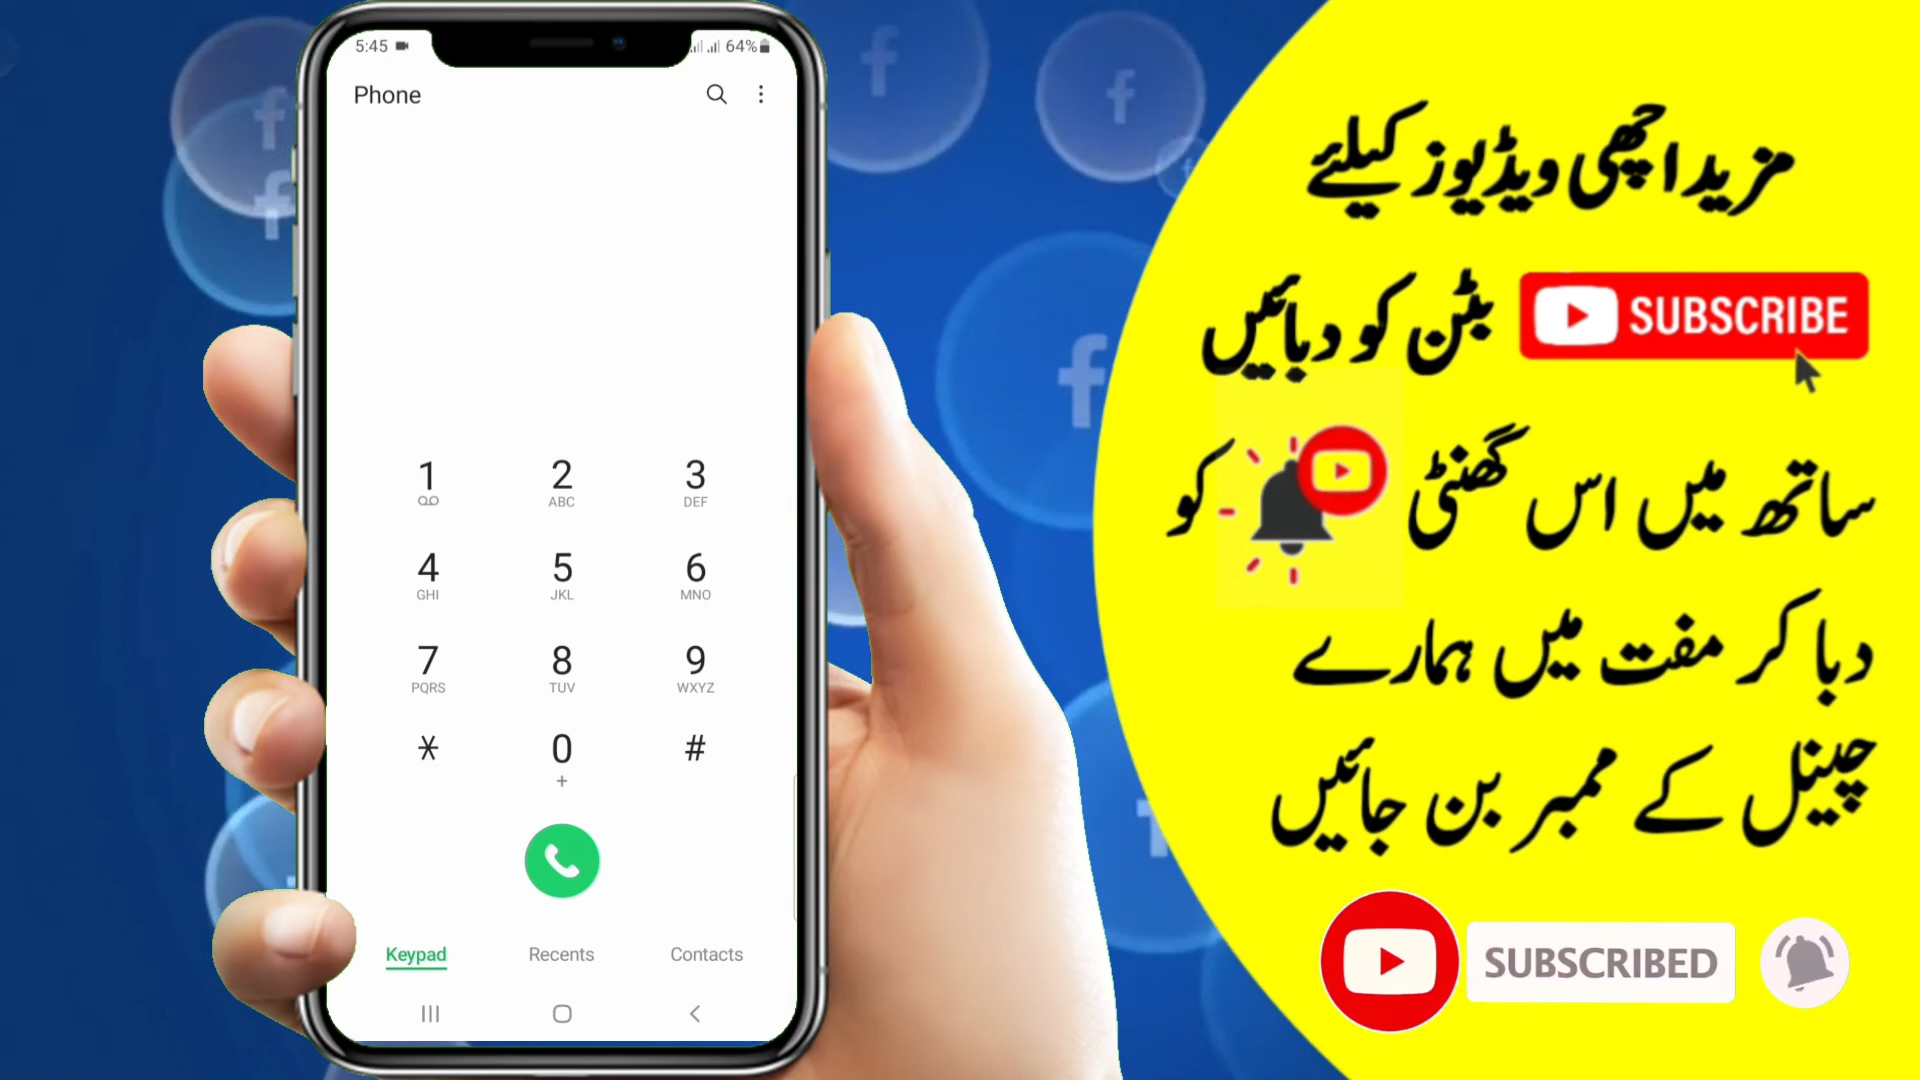 5:45 64%
Phone
1 2 3
ABC DEF
4 5 6
GHI JKL MNO
7 8 9
PQRS TUV WXYZ
* 0 #
+
Keypad Recents Contacts
مزید اچھی ویڈیوز کیلئے
SUBSCRIBE بٹن کو دبائیں
ساتھ میں اس گھنٹی کو
دبا کر مفت میں ہمارے
چینل کے ممبر بن جائیں
SUBSCRIBED